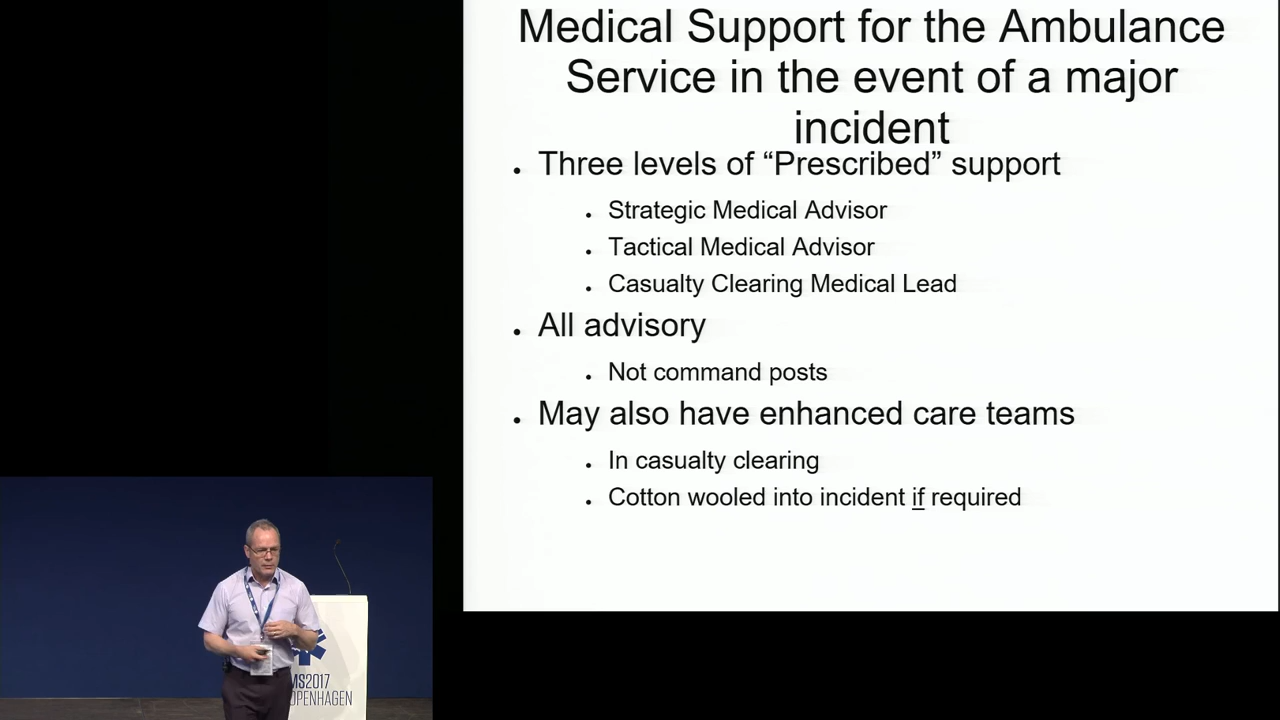 Medical Support for the Ambulance
Service in the event of a major
incident
• Three levels of “Prescribed” support
• Strategic Medical Advisor
• Tactical Medical Advisor
• Casualty Clearing Medical Lead
• All advisory
• Not command posts
• May also have enhanced care teams
• In casualty clearing
• Cotton wooled into incident if required
MS2017
OPENHAGEN